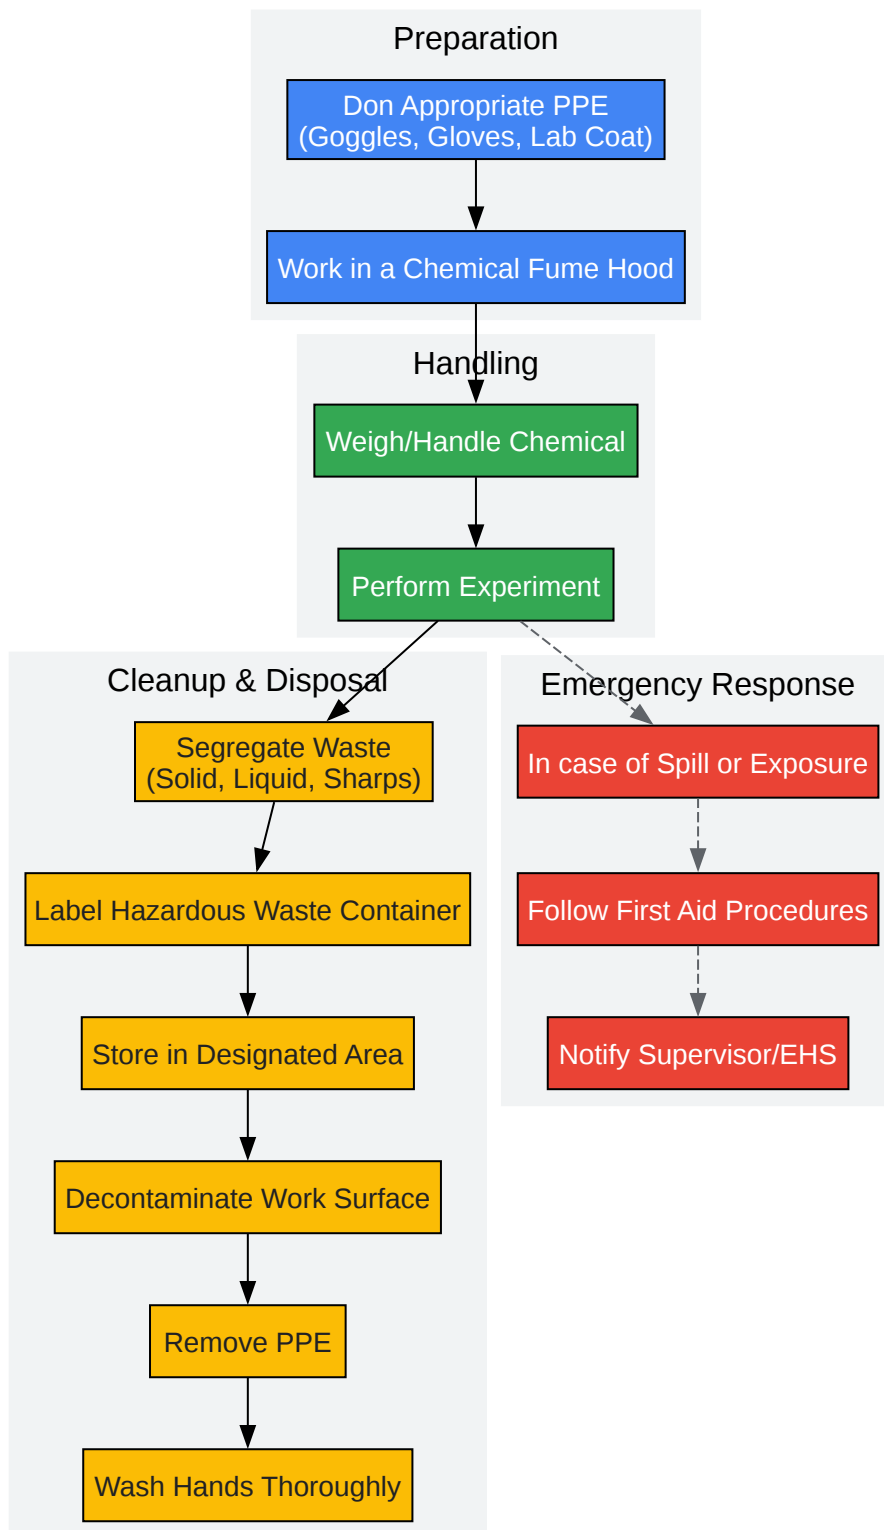 Preparation
Don Appropriate PPE
(Goggles, Gloves, Lab Coat)
Work in a Chemical Fume Hood
Handling
Weigh/Handle Chemical
Perform Experiment
Cleanup & Disposal
Segregate Waste
(Solid, Liquid, Sharps)
Label Hazardous Waste Container
Store in Designated Area
Decontaminate Work Surface
Remove PPE
Wash Hands Thoroughly
Emergency Response
In case of Spill or Exposure
Follow First Aid Procedures
Notify Supervisor/EHS